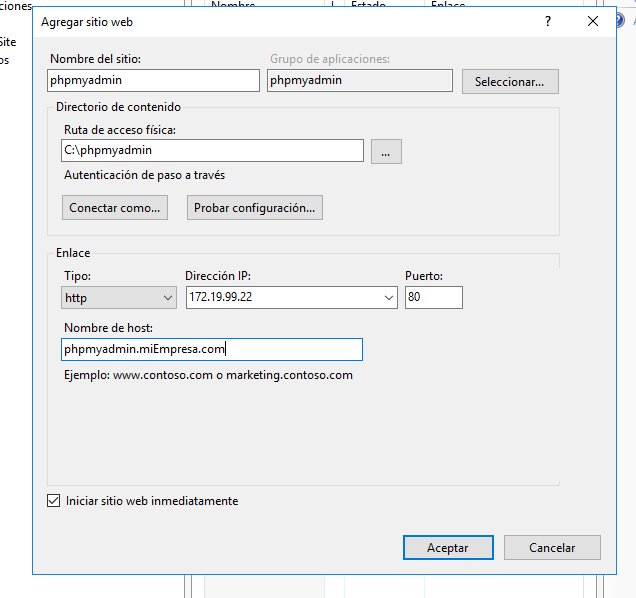 ciones
Nombre
Estado
Enlace
Agregar sitio web
?
Site
os
Nombre del sitio:
Grupo de aplicaciones:
phpmyadmin
phpmyadmin
Seleccionar...
Directorio de contenido
Ruta de acceso física:
C:\phpmyadmin
...
Autenticación de paso a través
Conectar como...
Probar configuración...
Enlace
Tipo:
Dirección IP:
Puerto:
http
172.19.99.22
80
Nombre de host:
phpmyadmin.miEmpresa.com
Ejemplo: www.contoso.com o marketing.contoso.com
Iniciar sitio web inmediatamente
Aceptar
Cancelar